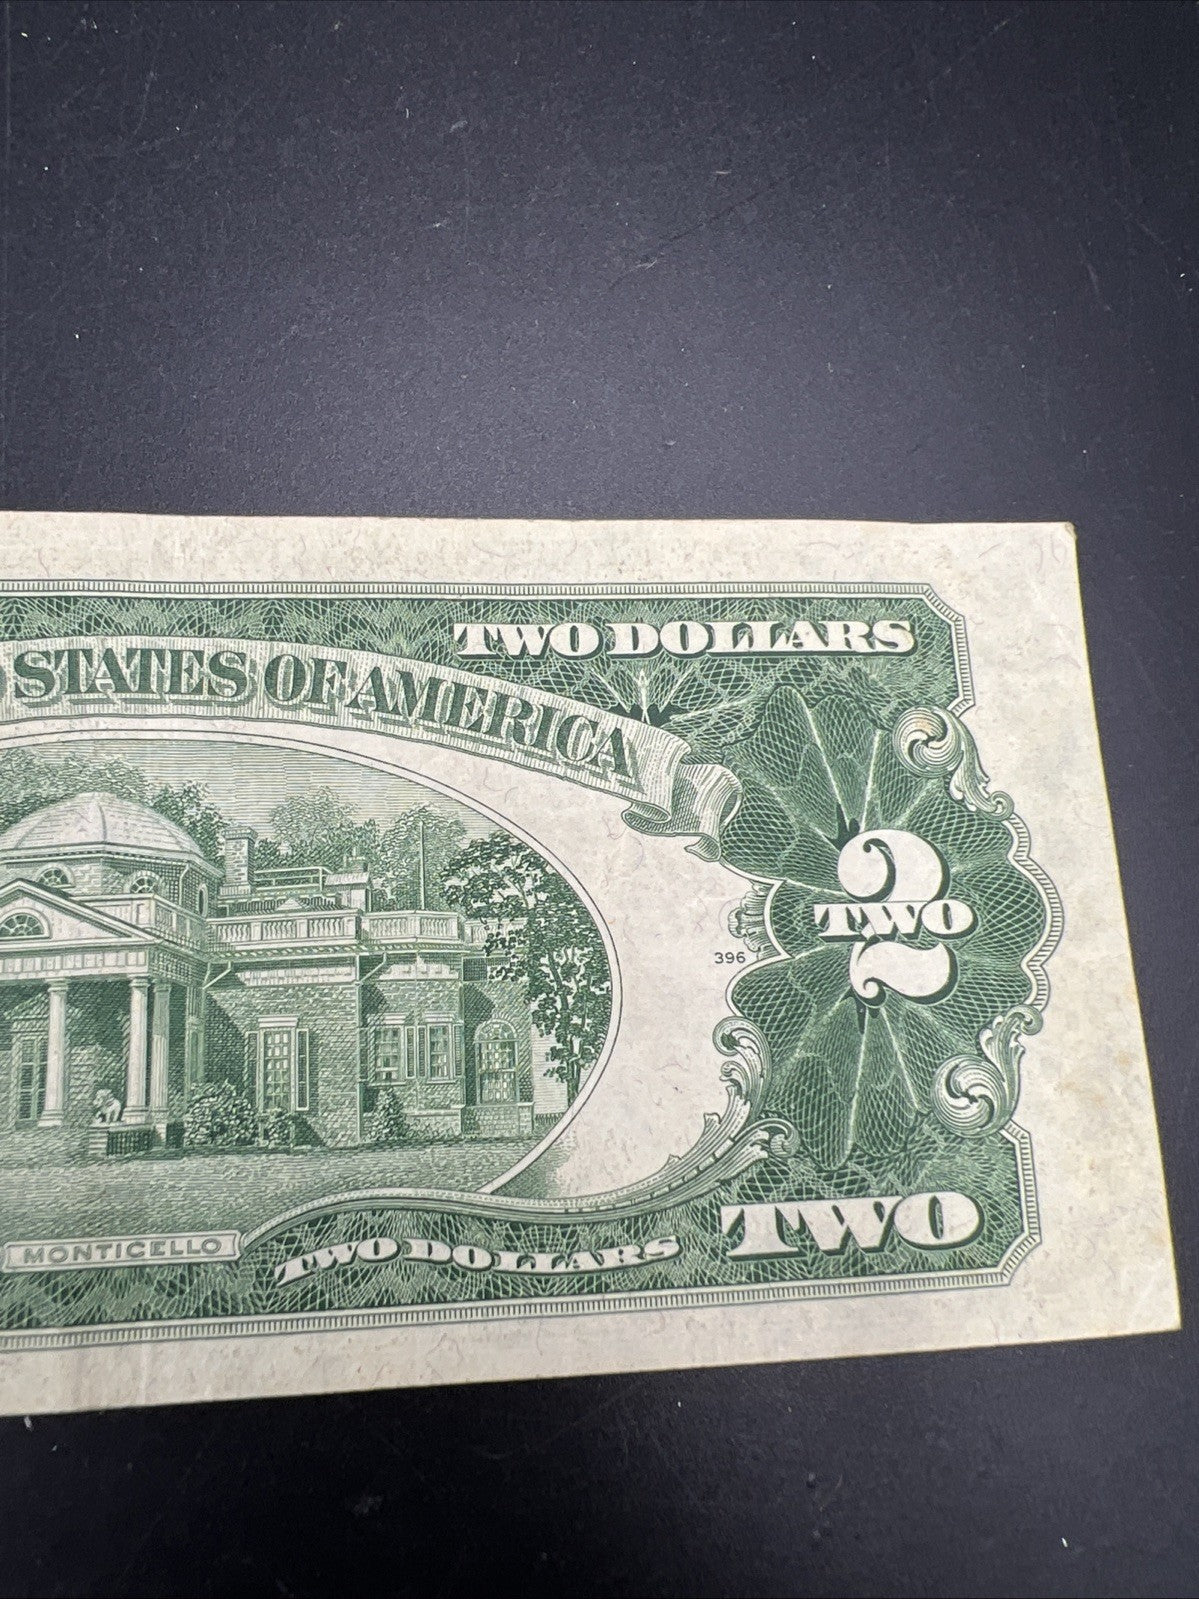 TWO DOLLARS
STATES OF AMERICA
2
TWO
396
MONTICELLO
TWO DOLLARS
TWO